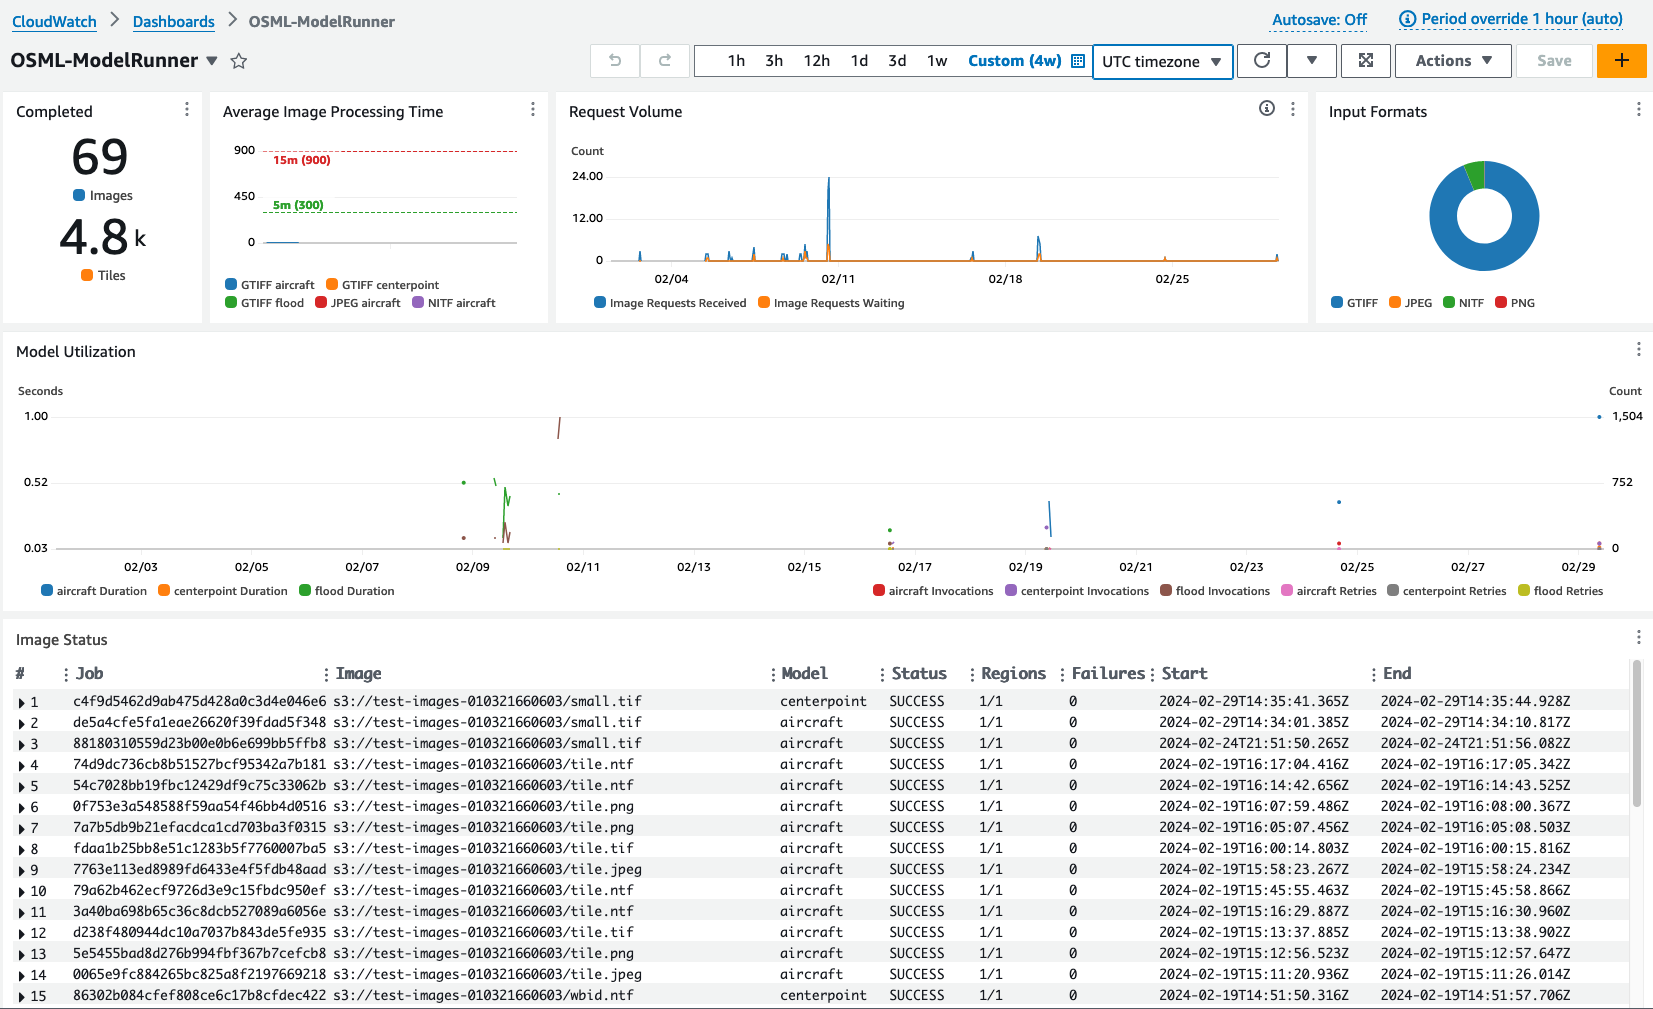 CloudWatch > Dashboards > OSML-ModelRunner
Autosave: Off
Period override 1 hour (auto)
OSML-ModelRunner
1h 3h 12h 1d 3d 1w Custom (4w)
UTC timezone
Actions
Save
Completed
69
Images
4.8 k
Tiles
Average Image Processing Time
900
15m (900)
450
5m (300)
0
GTIFF aircraft GTIFF centerpoint
GTIFF flood JPEG aircraft NITF aircraft
Request Volume
Count
24.00
12.00
0
02/04 02/11 02/18 02/25
Image Requests Received Image Requests Waiting
Input Formats
GTIFF JPEG NITF PNG
Model Utilization
Seconds Count
1.00 1,504
0.52 752
0.03 0
02/03 02/05 02/07 02/09 02/11 02/13 02/15 02/17 02/19 02/21 02/23 02/25 02/27 02/29
aircraft Duration centerpoint Duration flood Duration aircraft Invocations centerpoint Invocations flood Invocations aircraft Retries centerpoint Retries flood Retries
Image Status
# Job Image Model Status Regions Failures Start End
1 c4f9d5462d9ab475d428a0c3d4e046e6 s3://test-images-010321660603/small.tif centerpoint SUCCESS 1/1 0 2024-02-29T14:35:41.365Z 2024-02-29T14:35:44.928Z
2 de5a4cfe5fa1eae26620f39fdad5f348 s3://test-images-010321660603/small.tif aircraft SUCCESS 1/1 0 2024-02-29T14:34:01.385Z 2024-02-29T14:34:10.817Z
3 88180310559d23b00e0b6e699bb5ffb8 s3://test-images-010321660603/small.tif aircraft SUCCESS 1/1 0 2024-02-24T21:51:50.265Z 2024-02-24T21:51:56.082Z
4 74d9dc736cb8b51527bcf95342a7b181 s3://test-images-010321660603/tile.ntf aircraft SUCCESS 1/1 0 2024-02-19T16:17:04.416Z 2024-02-19T16:17:05.342Z
5 54c7028bb19fbc12429df9c75c33062b s3://test-images-010321660603/tile.ntf aircraft SUCCESS 1/1 0 2024-02-19T16:14:42.656Z 2024-02-19T16:14:43.525Z
6 0f753e3a548588f59aa54f46bb4d0516 s3://test-images-010321660603/tile.png aircraft SUCCESS 1/1 0 2024-02-19T16:07:59.486Z 2024-02-19T16:08:00.367Z
7 7a7b5db9b21efacdca1cd703ba3f0315 s3://test-images-010321660603/tile.png aircraft SUCCESS 1/1 0 2024-02-19T16:05:07.456Z 2024-02-19T16:05:08.503Z
8 fdaa1b25bb8e51c1283b5f7760007ba5 s3://test-images-010321660603/tile.tif aircraft SUCCESS 1/1 0 2024-02-19T16:00:14.803Z 2024-02-19T16:00:15.816Z
9 7763e113ed8989fd6433e4f5fdb48aad s3://test-images-010321660603/tile.jpeg aircraft SUCCESS 1/1 0 2024-02-19T15:58:23.267Z 2024-02-19T15:58:24.234Z
10 79a62b462ecf9726d3e9c15fbdc950ef s3://test-images-010321660603/tile.ntf aircraft SUCCESS 1/1 0 2024-02-19T15:45:55.463Z 2024-02-19T15:45:58.866Z
11 3a40ba698b65c36c8dcb527089a6056e s3://test-images-010321660603/tile.ntf aircraft SUCCESS 1/1 0 2024-02-19T15:16:29.887Z 2024-02-19T15:16:30.960Z
12 d238f480944dc10a7037b843de5fe935 s3://test-images-010321660603/tile.tif aircraft SUCCESS 1/1 0 2024-02-19T15:13:37.885Z 2024-02-19T15:13:38.902Z
13 5e5455bad8d276b994fbf367b7cefcb8 s3://test-images-010321660603/tile.png aircraft SUCCESS 1/1 0 2024-02-19T15:12:56.523Z 2024-02-19T15:12:57.647Z
14 0065e9fc884265bc825a8f2197669218 s3://test-images-010321660603/tile.jpeg aircraft SUCCESS 1/1 0 2024-02-19T15:11:20.936Z 2024-02-19T15:11:26.014Z
15 86302b084cfef808ce6c17b8cfdec422 s3://test-images-010321660603/wbid.ntf centerpoint SUCCESS 1/1 0 2024-02-19T14:51:50.316Z 2024-02-19T14:51:57.706Z